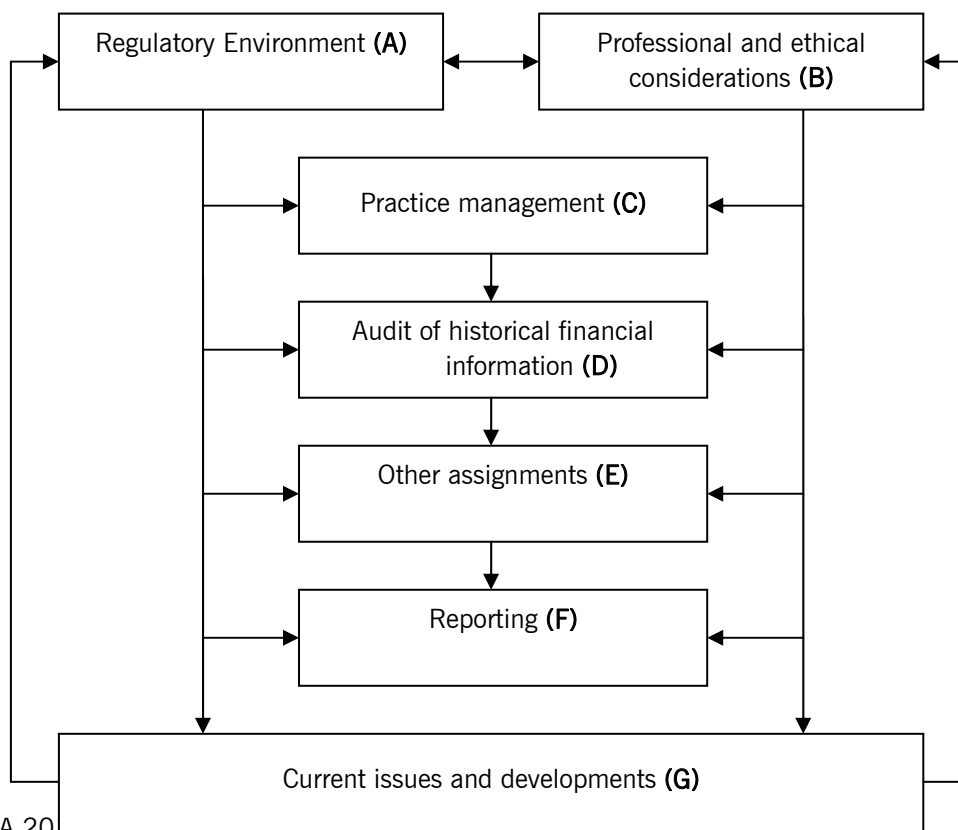 Regulatory Environment (A)
Professional and ethical
considerations (B)
Practice management (C)
Audit of historical financial
information (D)
Other assignments (E)
Reporting (F)
Current issues and developments (G)
A 20